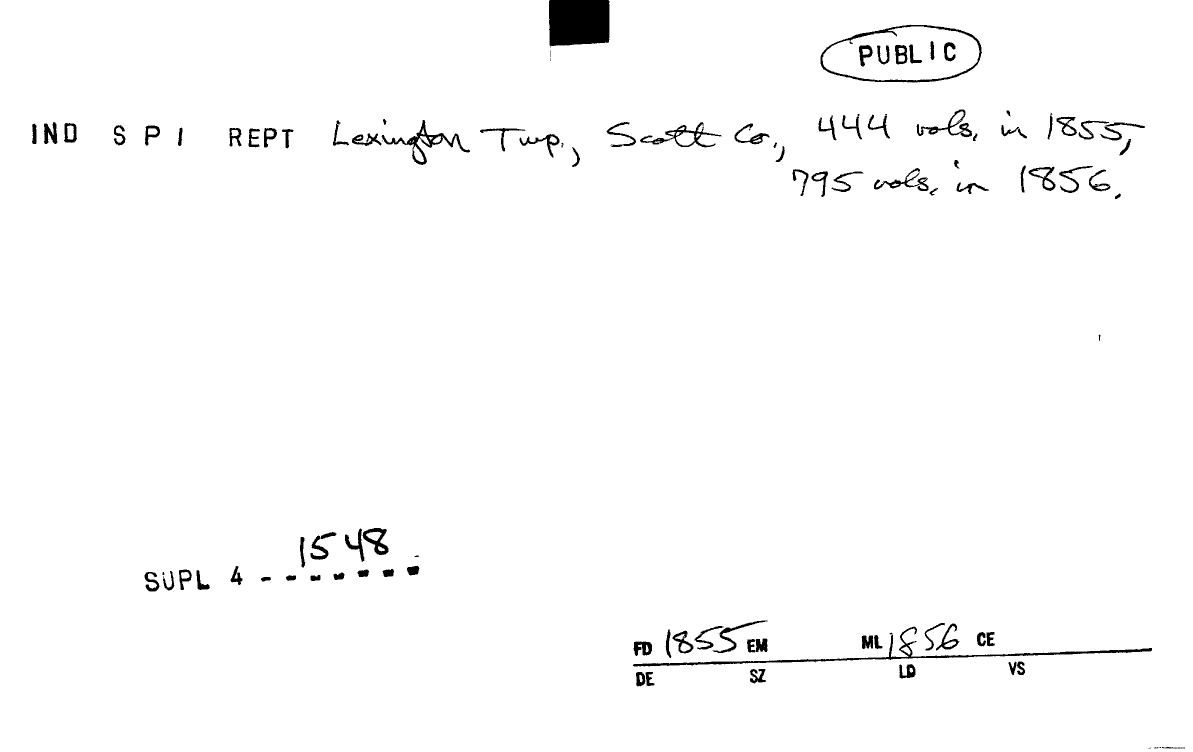 PUBLIC
IND S P I REPT Lexington Twp., Scott Co., 444 vols. in 1855,
795 vols. in 1856.
1548
SUPL 4 - - - - - - -
FD 1855 EM ML 1856 CE
DE SZ LD VS